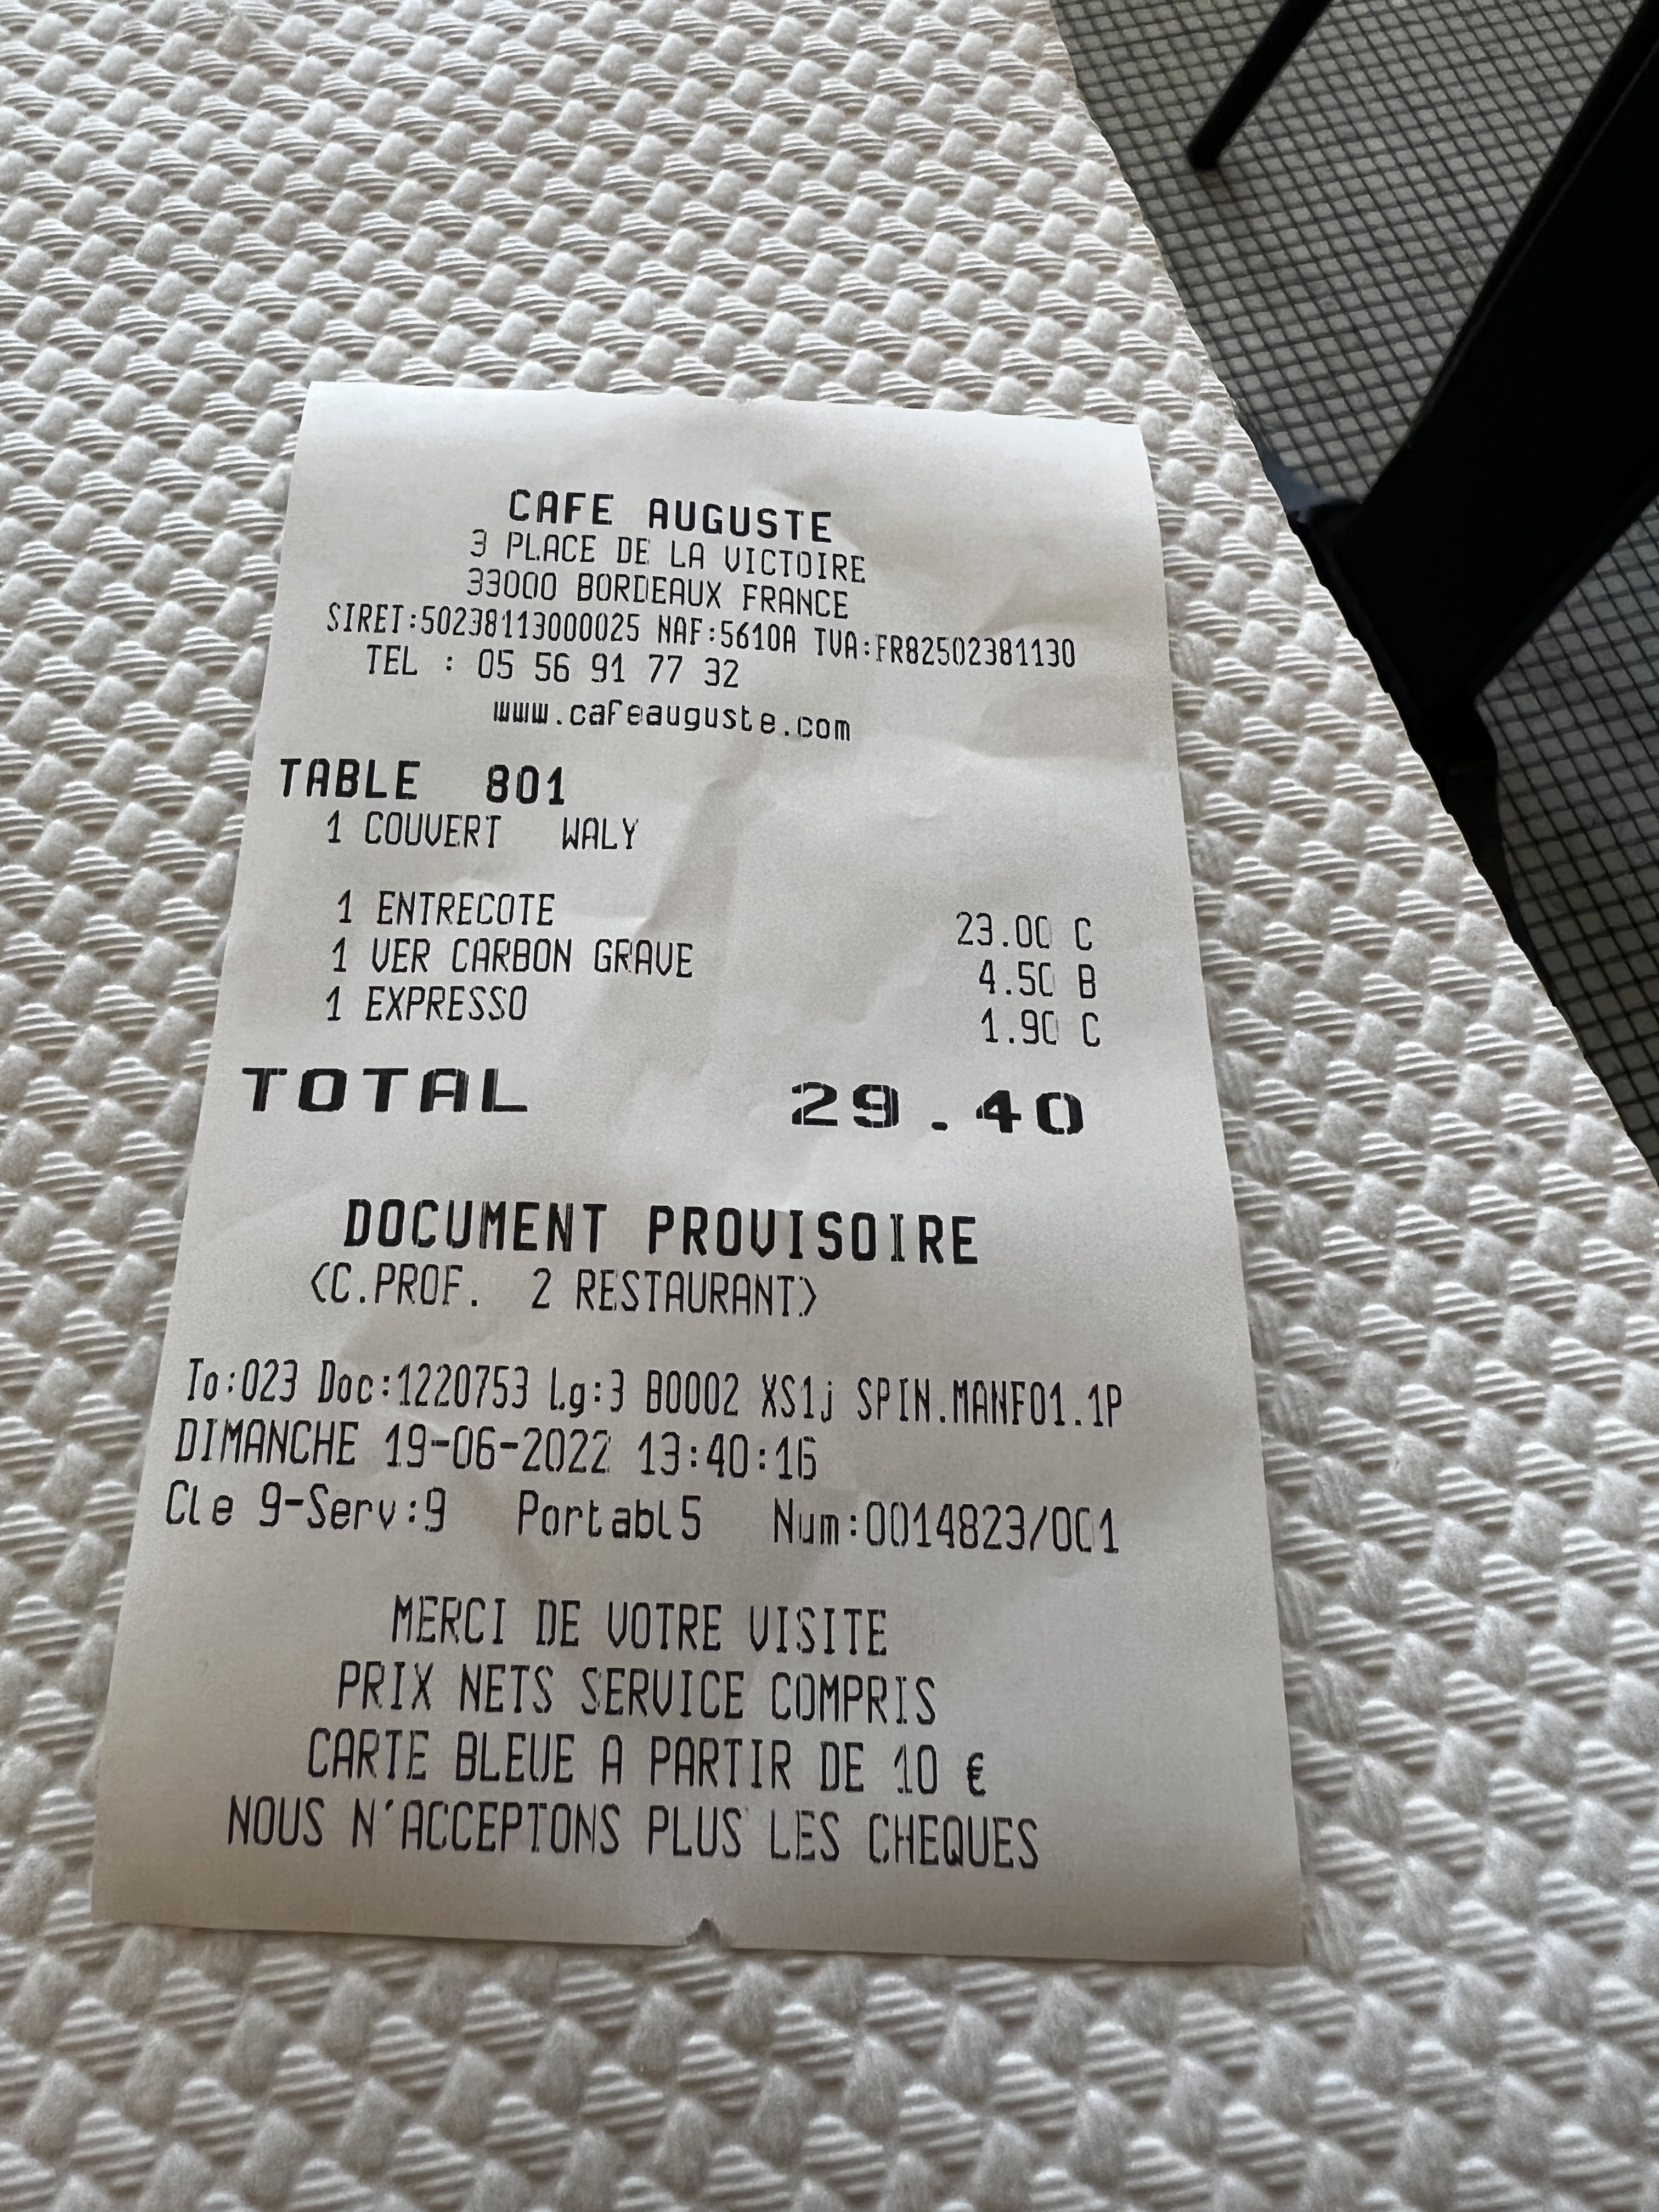 CAFE AUGUSTE
3 PLACE DE LA VICTOIRE
33000 BORDEAUX FRANCE
SIRET:50238113000025 NAF:5610A TVA:FR82502381130
TEL : 05 56 91 77 32
www.cafeauguste.com
TABLE 801
1 COUVERT WALY
1 ENTRECOTE 23.00 C
1 VER CARBON GRAVE 4.50 B
1 EXPRESSO 1.90 C
TOTAL 29.40
DOCUMENT PROVISOIRE
<C.PROF. 2 RESTAURANT>
To:023 Doc:1220753 Lg:3 B0002 XS1j SPIN.MANF01.1P
DIMANCHE 19-06-2022 13:40:16
Cle 9-Serv:9 Portabl5 Num:0014823/001
MERCI DE VOTRE VISITE
PRIX NETS SERVICE COMPRIS
CARTE BLEUE A PARTIR DE 10 €
NOUS N'ACCEPTONS PLUS LES CHEQUES